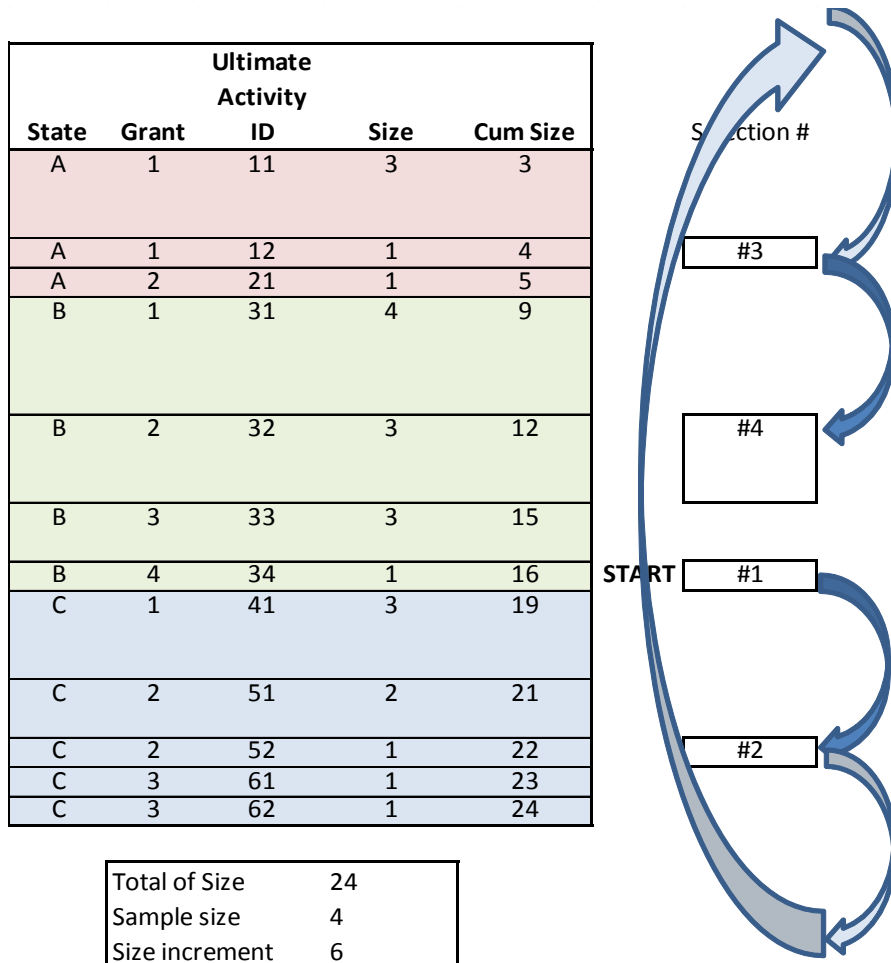 Ultimate
Activity
State Grant ID Size Cum Size Selection #
A 1 11 3 3
A 1 12 1 4 #3
A 2 21 1 5
B 1 31 4 9
B 2 32 3 12 #4
B 3 33 3 15
B 4 34 1 16 START #1
C 1 41 3 19
C 2 51 2 21
C 2 52 1 22 #2
C 3 61 1 23
C 3 62 1 24
Total of Size 24
Sample size 4
Size increment 6